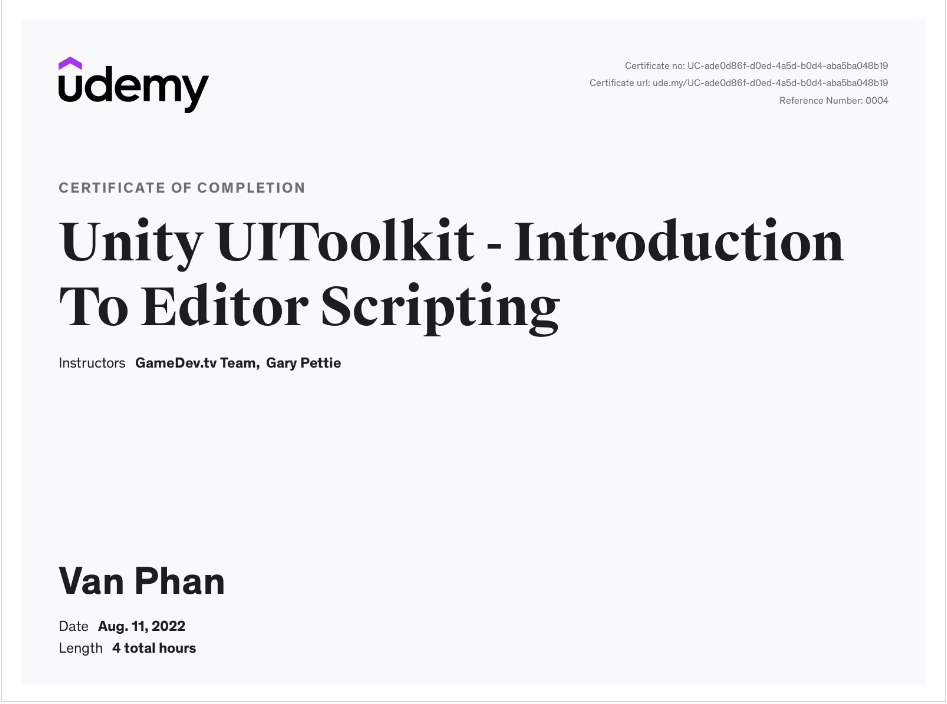 udemy
Certificate no: UC-ade0d86f-d0ed-4a5d-b0d4-aba5ba048b19
Certificate url: ude.my/UC-ade0d86f-d0ed-4a5d-b0d4-aba5ba048b19
Reference Number: 0004
CERTIFICATE OF COMPLETION
Unity UIToolkit - Introduction
To Editor Scripting
Instructors GameDev.tv Team, Gary Pettie
Van Phan
Date Aug. 11, 2022
Length 4 total hours